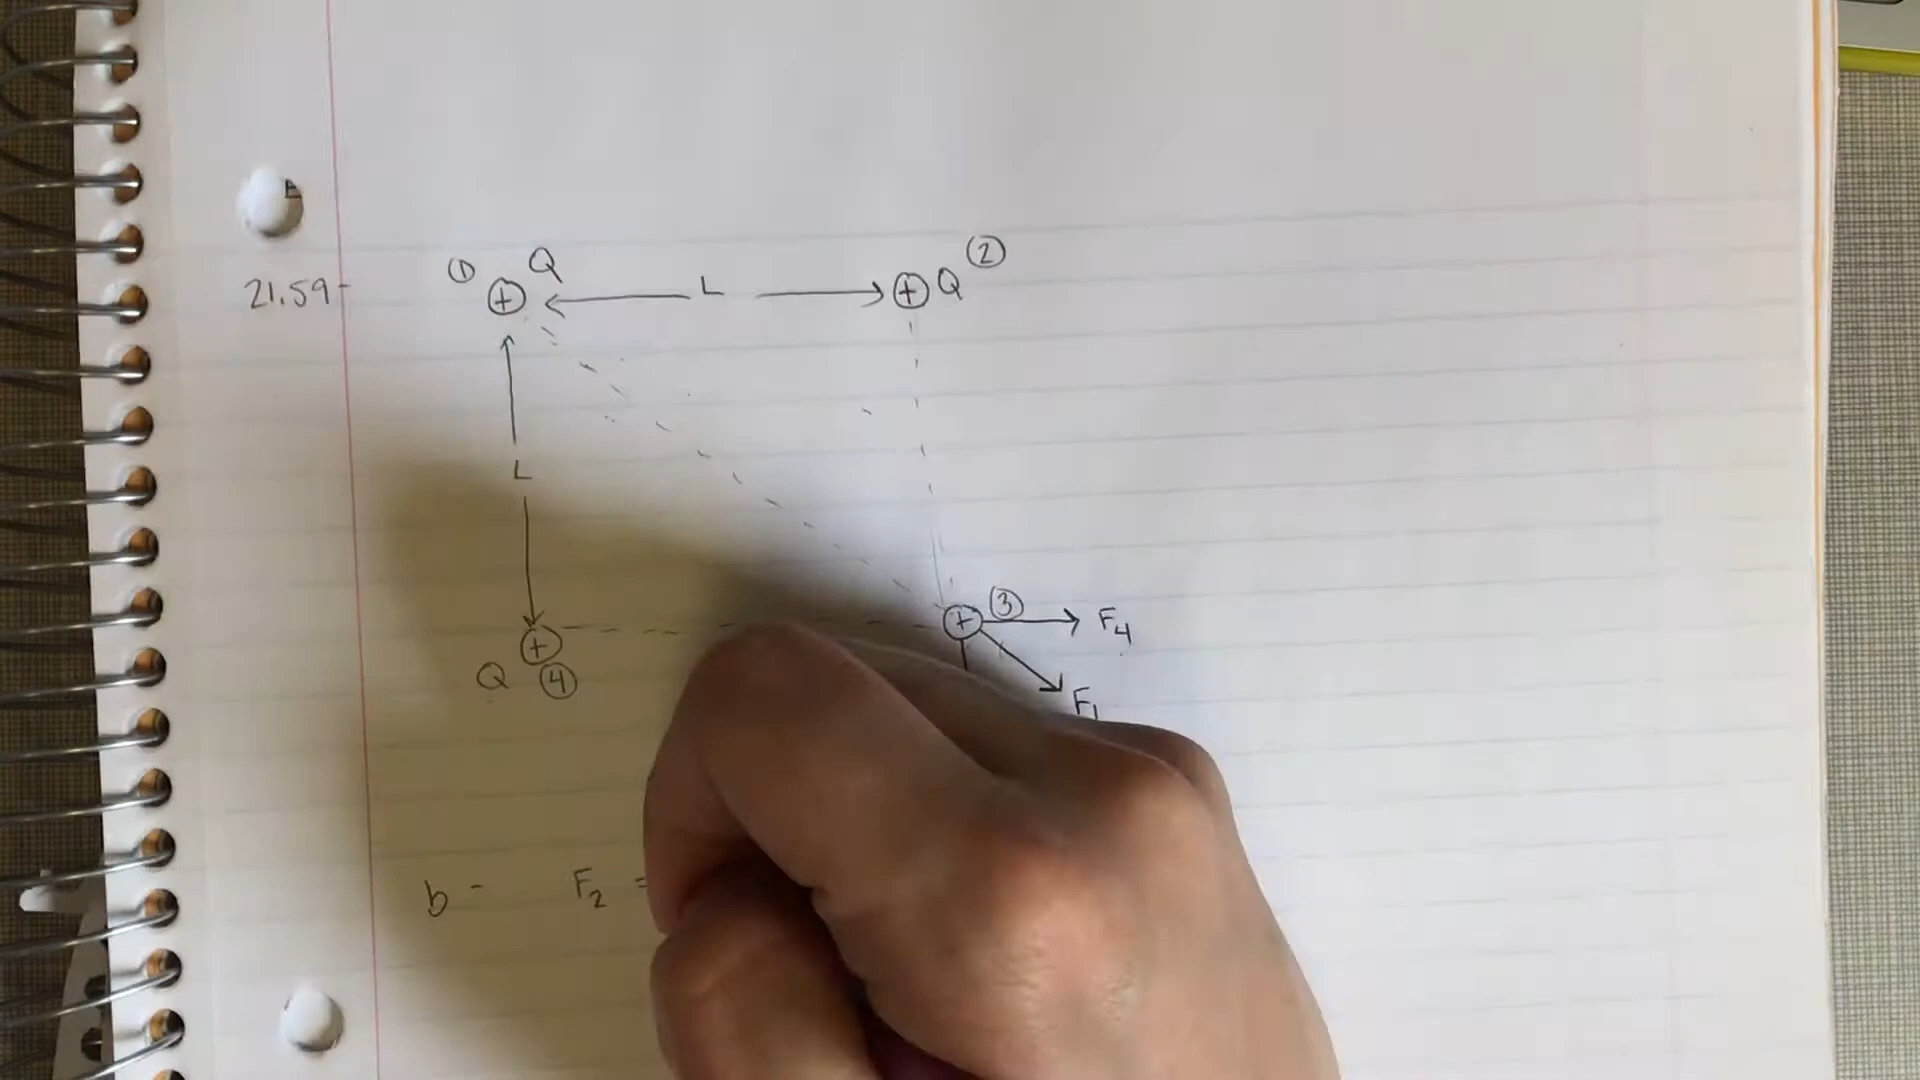 ① Q ② 
21.59- + L + Q
L
+ ③ F4
+
Q ④ F1
b - F2 =